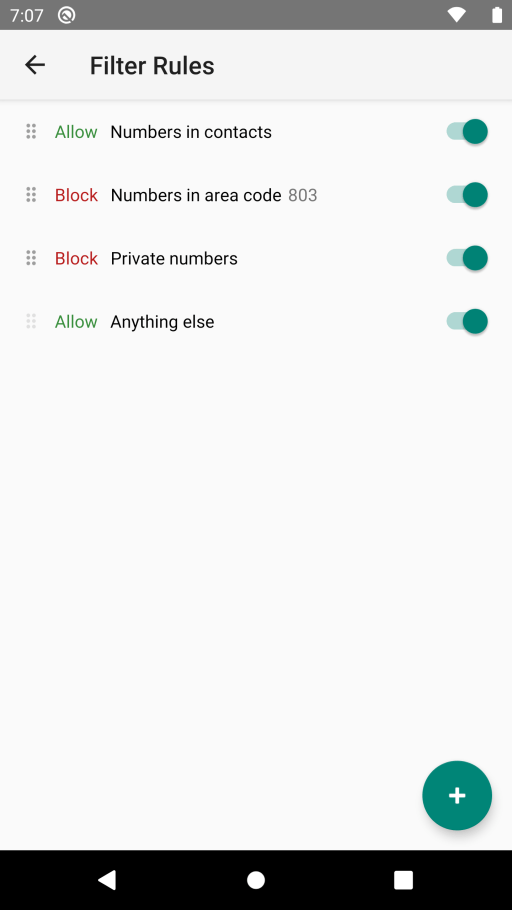 7:07
Filter Rules
Allow Numbers in contacts
Block Numbers in area code 803
Block Private numbers
Allow Anything else